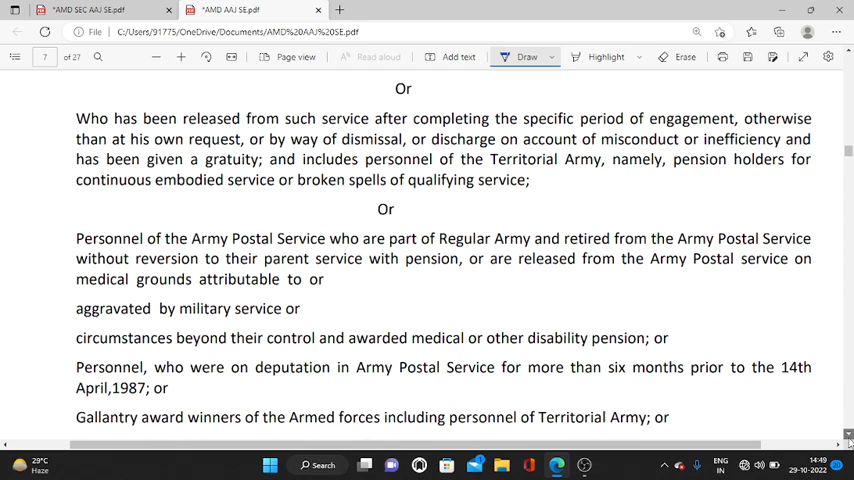 *AMD SEC AAJ SE.pdf
*AMD AAJ SE.pdf
File C:/Users/91775/OneDrive/Documents/AMD%20AAJ%20SE.pdf
7 of 27 Page view Read aloud Add text Draw Highlight Erase
Or
Who has been released from such service after completing the specific period of engagement, otherwise
than at his own request, or by way of dismissal, or discharge on account of misconduct or inefficiency and
has been given a gratuity; and includes personnel of the Territorial Army, namely, pension holders for
continuous embodied service or broken spells of qualifying service;
Or
Personnel of the Army Postal Service who are part of Regular Army and retired from the Army Postal Service
without reversion to their parent service with pension, or are released from the Army Postal service on
medical grounds attributable to or
aggravated by military service or
circumstances beyond their control and awarded medical or other disability pension; or
Personnel, who were on deputation in Army Postal Service for more than six months prior to the 14th
April,1987; or
Gallantry award winners of the Armed forces including personnel of Territorial Army; or
29°C
Haze
Search
ENG
IN
14:49
29-10-2022